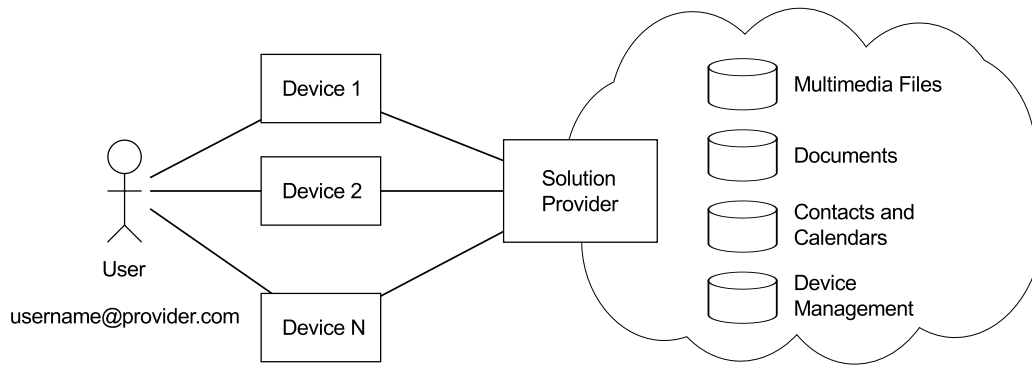 Device 1
Device 2
Device N
User
username@provider.com
Solution
Provider
Multimedia Files
Documents
Contacts and
Calendars
Device
Management